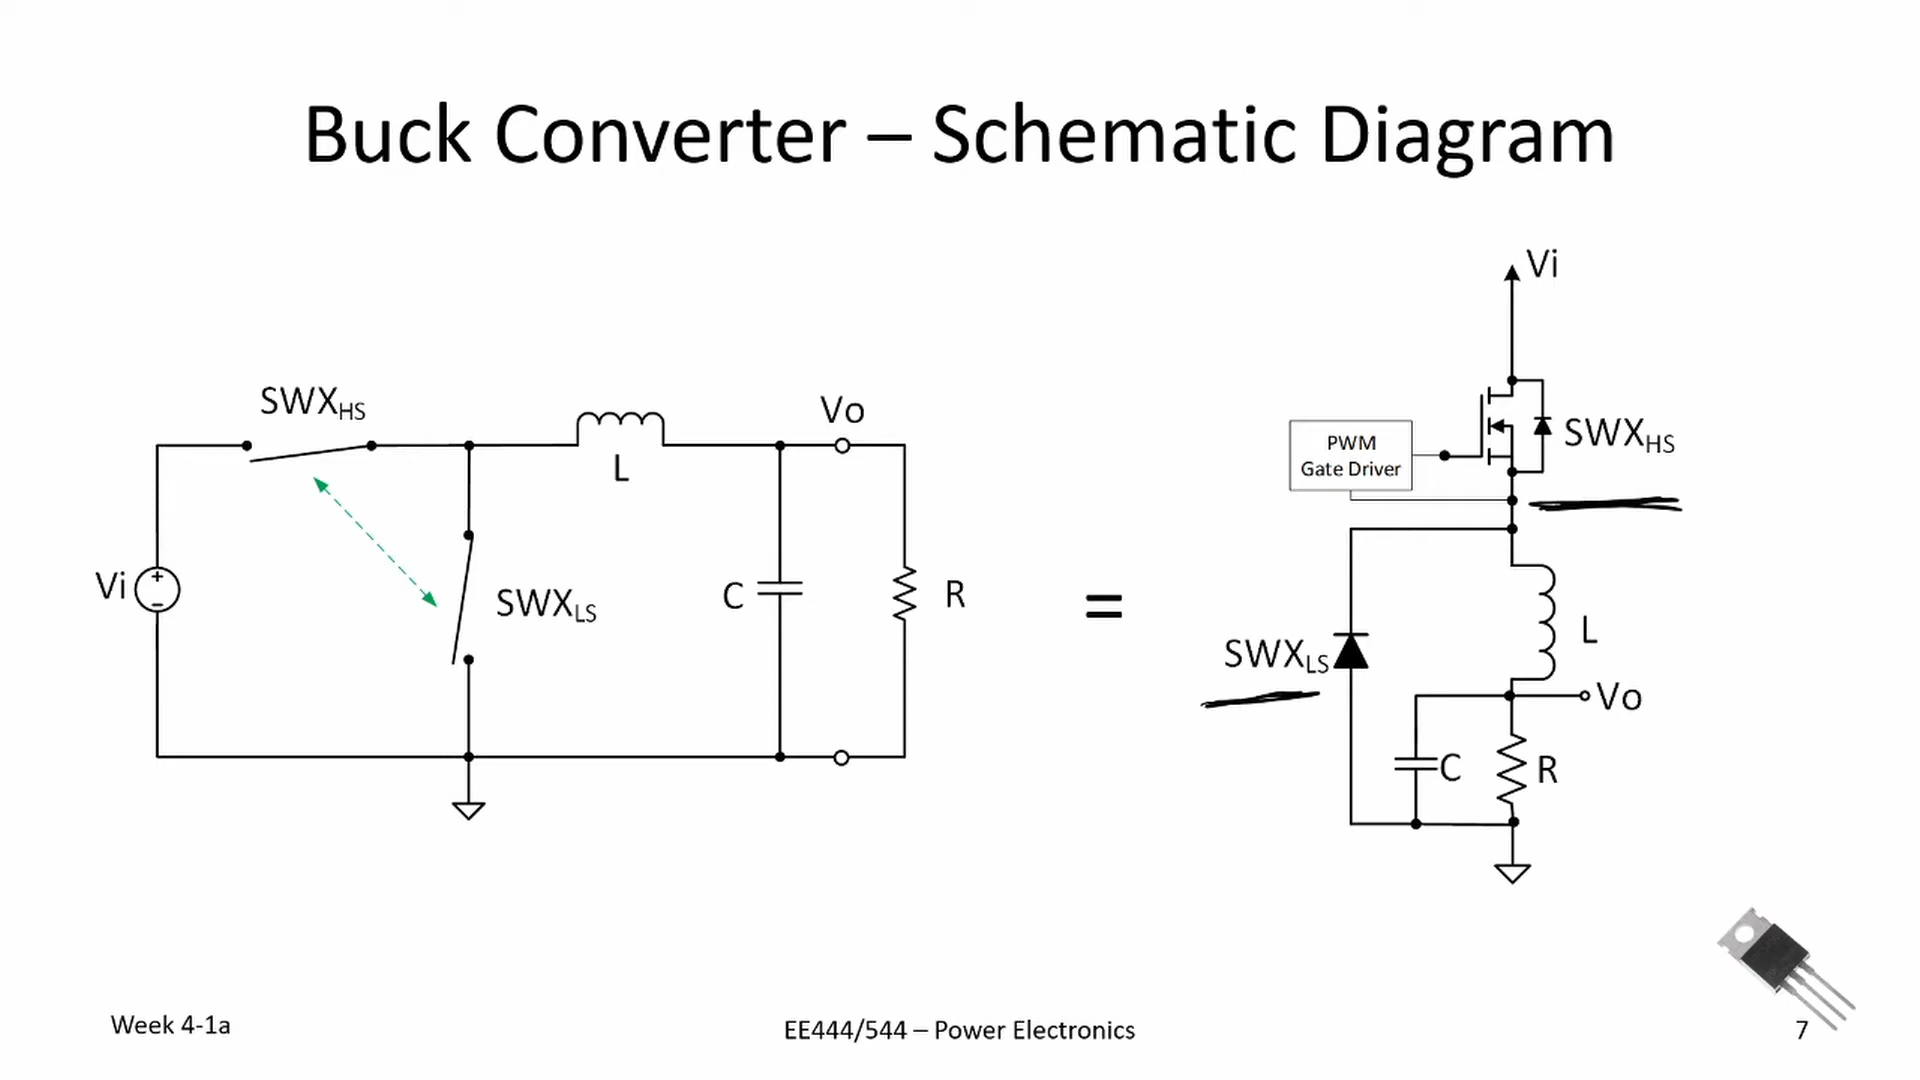 Buck Converter – Schematic Diagram
SWXHS
Vo
L
Vi
SWXLS
C
R
=
Vi
PWM
Gate Driver
SWXHS
SWXLS
L
Vo
C
R
Week 4-1a
EE444/544 – Power Electronics
7